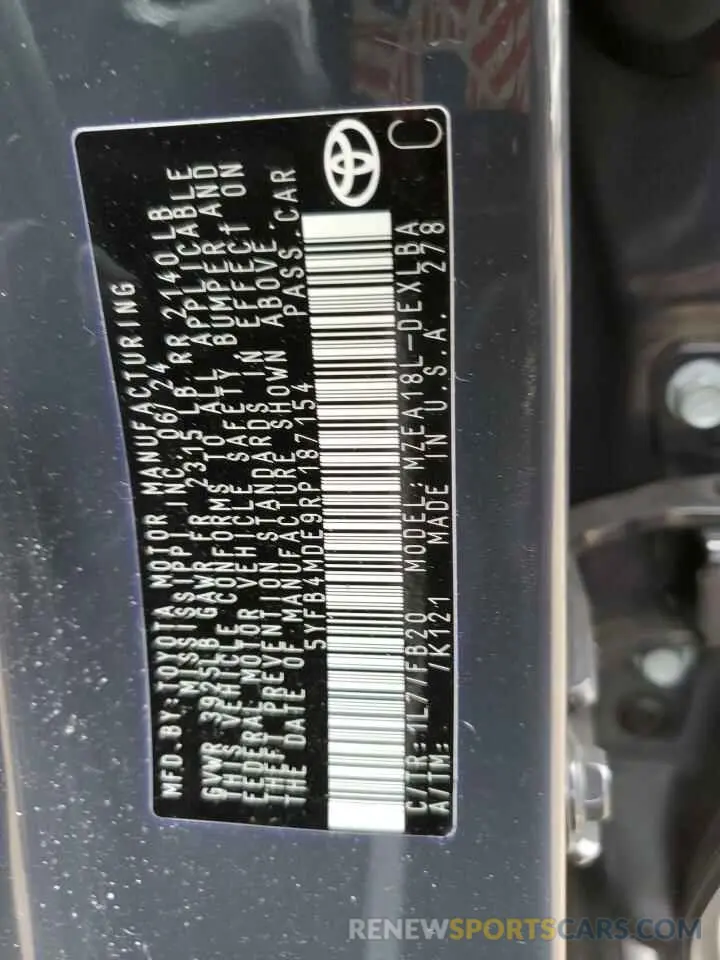 MFD.BY:TOYOTA MOTOR MANUFACTURING
MISSISSIPPI INC 06/24
GVWR 3925LB GAWR FR 2315LB RR 2140LB
THIS VEHICLE CONFORMS TO ALL APPLICABLE
FEDERAL MOTOR VEHICLE SAFETY BUMPER AND
THEFT PREVENTION STANDARDS IN EFFECT ON
THE DATE OF MANUFACTURE SHOWN ABOVE.
5YFB4MDE9RP187154 PASS.CAR
C/TR:1L7//FB20 MODEL:MZEA18L-DEXLBA
A/TM: /K121 MADE IN U.S.A. 278
C
RENEWSPORTSCARS.COM